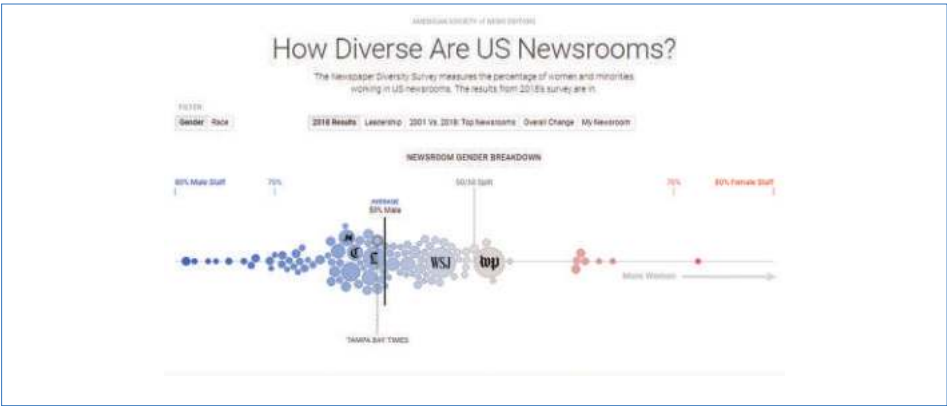 AMERICAN SOCIETY of NEWS EDITORS
How Diverse Are US Newsrooms?
The Newspaper Diversity Survey measures the percentage of women and minorities
working in US newsrooms. The results from 2018's survey are in.
FILTER
Gender Race
2018 Results Leadership 2001 Vs. 2018: Top Newsrooms Overall Change My Newsroom
NEWSROOM GENDER BREAKDOWN
80% Male Staff 70% 50/50 Split 70% 80% Female Staff
AVERAGE
59% Male
N
C
L
WSJ
wp
More Women
TAMPA BAY TIMES